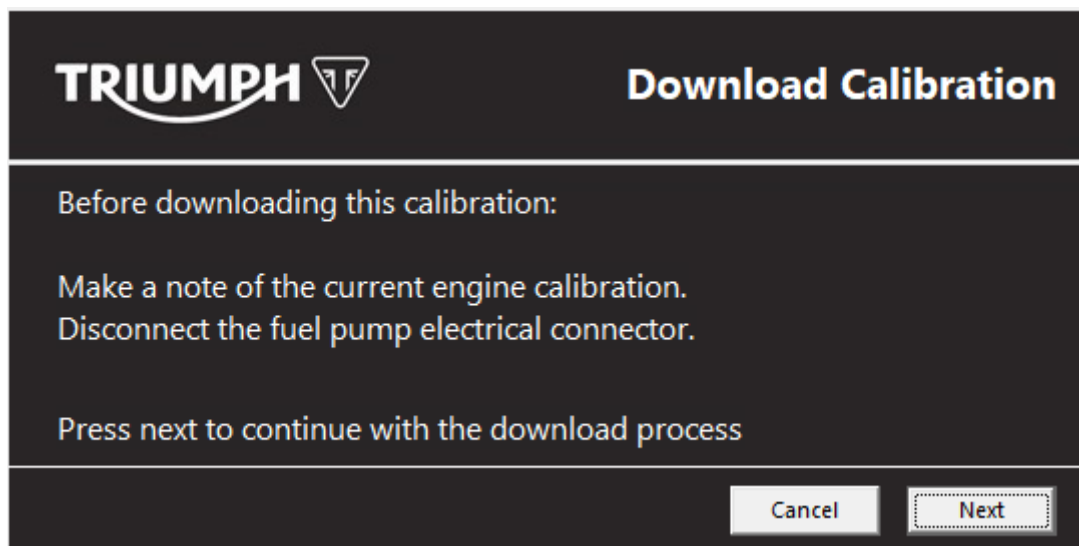 TRIUMPH
Download Calibration
Before downloading this calibration:
Make a note of the current engine calibration.
Disconnect the fuel pump electrical connector.
Press next to continue with the download process
Cancel
Next